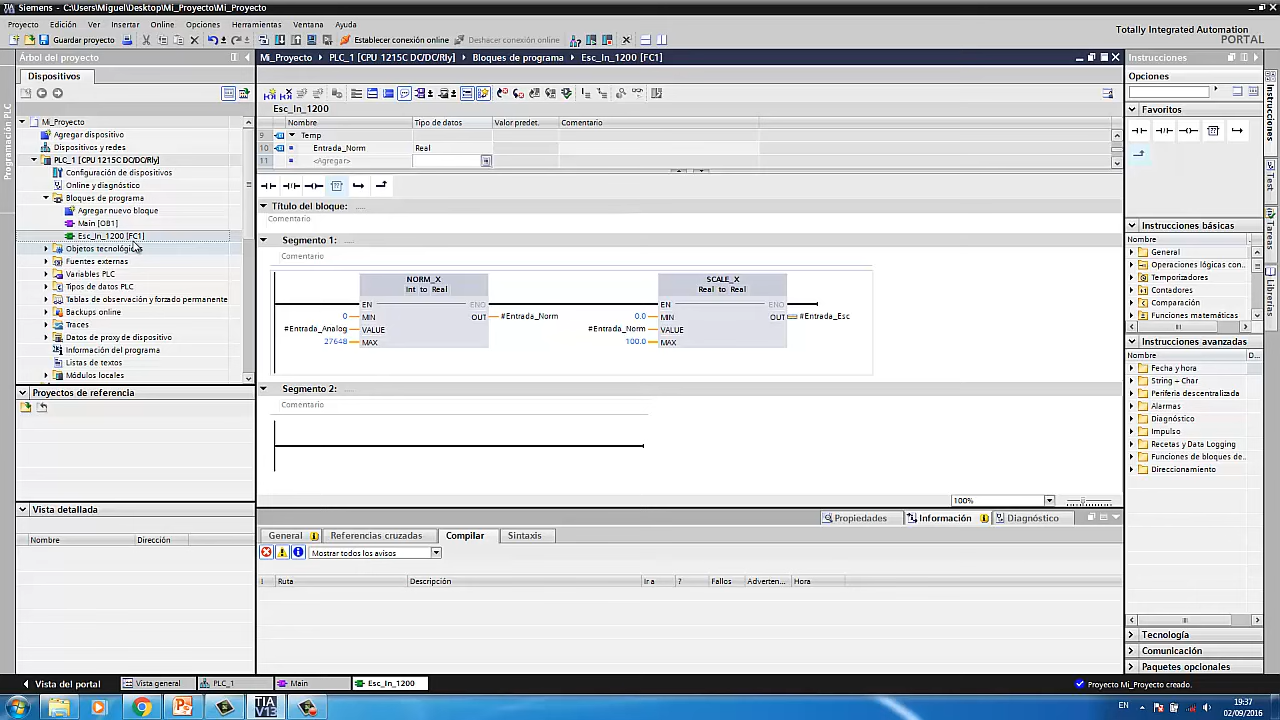 Siemens - C:\Users\Miguel\Desktop\Mi_Proyecto\Mi_Proyecto
Proyecto Edición Ver Insertar Online Opciones Herramientas Ventana Ayuda
Totally Integrated Automation
PORTAL
Guardar proyecto Establecer conexión online Deshacer conexión online
Árbol del proyecto
Mi_Proyecto PLC_1 [CPU 1215C DC/DC/Rly] Bloques de programa Esc_In_1200 [FC1]
Instrucciones
Dispositivos
Opciones
Programación PLC
Esc_In_1200
Nombre Tipo de datos Valor predet. Comentario
9 Temp
10 Entrada_Norm Real
11 <Agregar>
Mi_Proyecto
Agregar dispositivo
Dispositivos y redes
PLC_1 [CPU 1215C DC/DC/Rly]
Configuración de dispositivos
Online y diagnóstico
Bloques de programa
Agregar nuevo bloque
Main [OB1]
Esc_In_1200 [FC1]
Objetos tecnológicos
Fuentes externas
Variables PLC
Tipos de datos PLC
Tablas de observación y forzado permanente
Backups online
Traces
Datos de proxy de dispositivo
Información del programa
Listas de textos
Módulos locales
Proyectos de referencia
Vista detallada
Nombre Dirección
Título del bloque: .....
Comentario
Segmento 1: .....
Comentario
NORM_X
Int to Real
EN ENO
0 MIN OUT #Entrada_Norm
#Entrada_Analog VALUE
27648 MAX
SCALE_X
Real to Real
EN ENO
0.0 MIN OUT #Entrada_Esc
#Entrada_Norm VALUE
100.0 MAX
Segmento 2: .....
Comentario
100%
Propiedades Información Diagnóstico
General Referencias cruzadas Compilar Sintaxis
Mostrar todos los avisos
! Ruta Descripción Ir a ? Fallos Adverten... Hora
Favoritos
Instrucciones básicas
Nombre
General
Operaciones lógicas con..
Temporizadores
Contadores
Comparación
Funciones matemáticas
Instrucciones avanzadas
Nombre D...
Fecha y hora
String + Char
Periferia descentralizada
Alarmas
Diagnóstico
Impulso
Recetas y Data Logging
Funciones de bloques de..
Direccionamiento
Tecnología
Comunicación
Paquetes opcionales
Instrucciones
Test
Tareas
Librerías
Vista del portal Vista general PLC_1 Main Esc_In_1200
Proyecto Mi_Proyecto creado.
TIA
V13
EN
19:37
02/09/2016